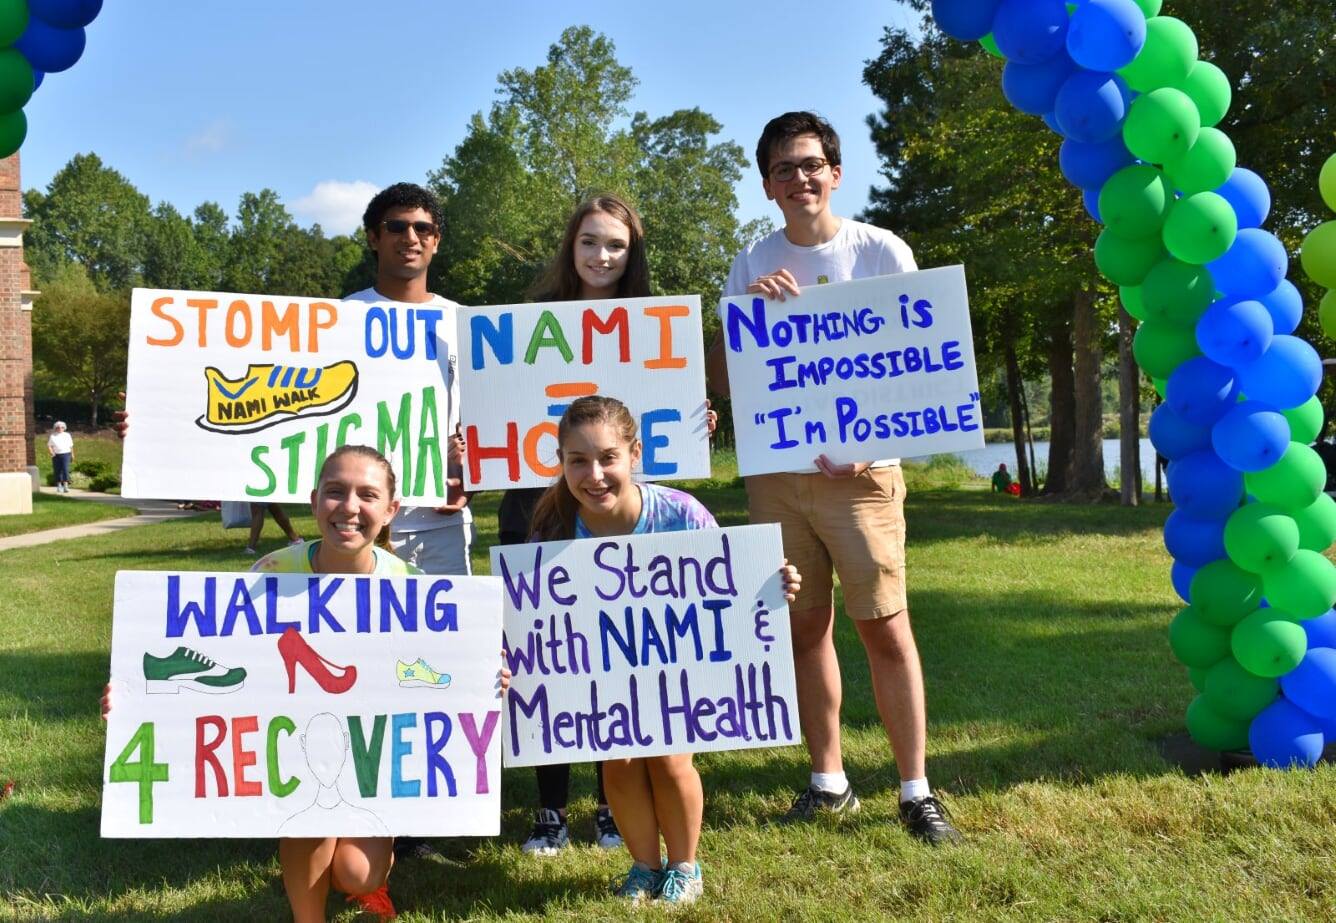 STOMP OUT
NAMI WALK
STIGMA
NAMI
=
HOME
NOTHING is
IMPOSSIBLE
"I'm POSSIBLE"
WALKING
4 RECOVERY
We Stand
with NAMI &
Mental Health